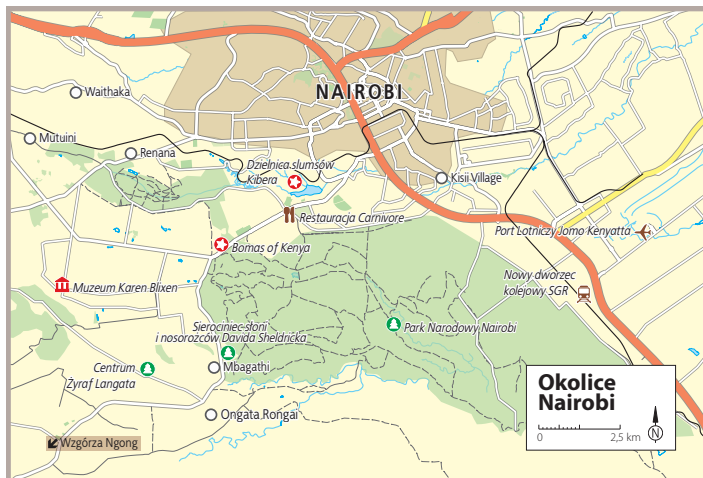 NAIROBI
Waithaka
Mutuini
Renana
Dzielnica slumsów
Kibera
Kisii Village
Restauracja Carnivore
Port Lotniczy Jomo Kenyatta
Bomas of Kenya
Nowy dworzec
kolejowy SGR
Muzeum Karen Blixen
Sierociniec słoni
i nosorożców Davida Sheldricka
Park Narodowy Nairobi
Centrum
Żyraf Langata
Mbagathi
Ongata Rongai
Wzgórza Ngong
Okolice
Nairobi
0 2,5 km
N